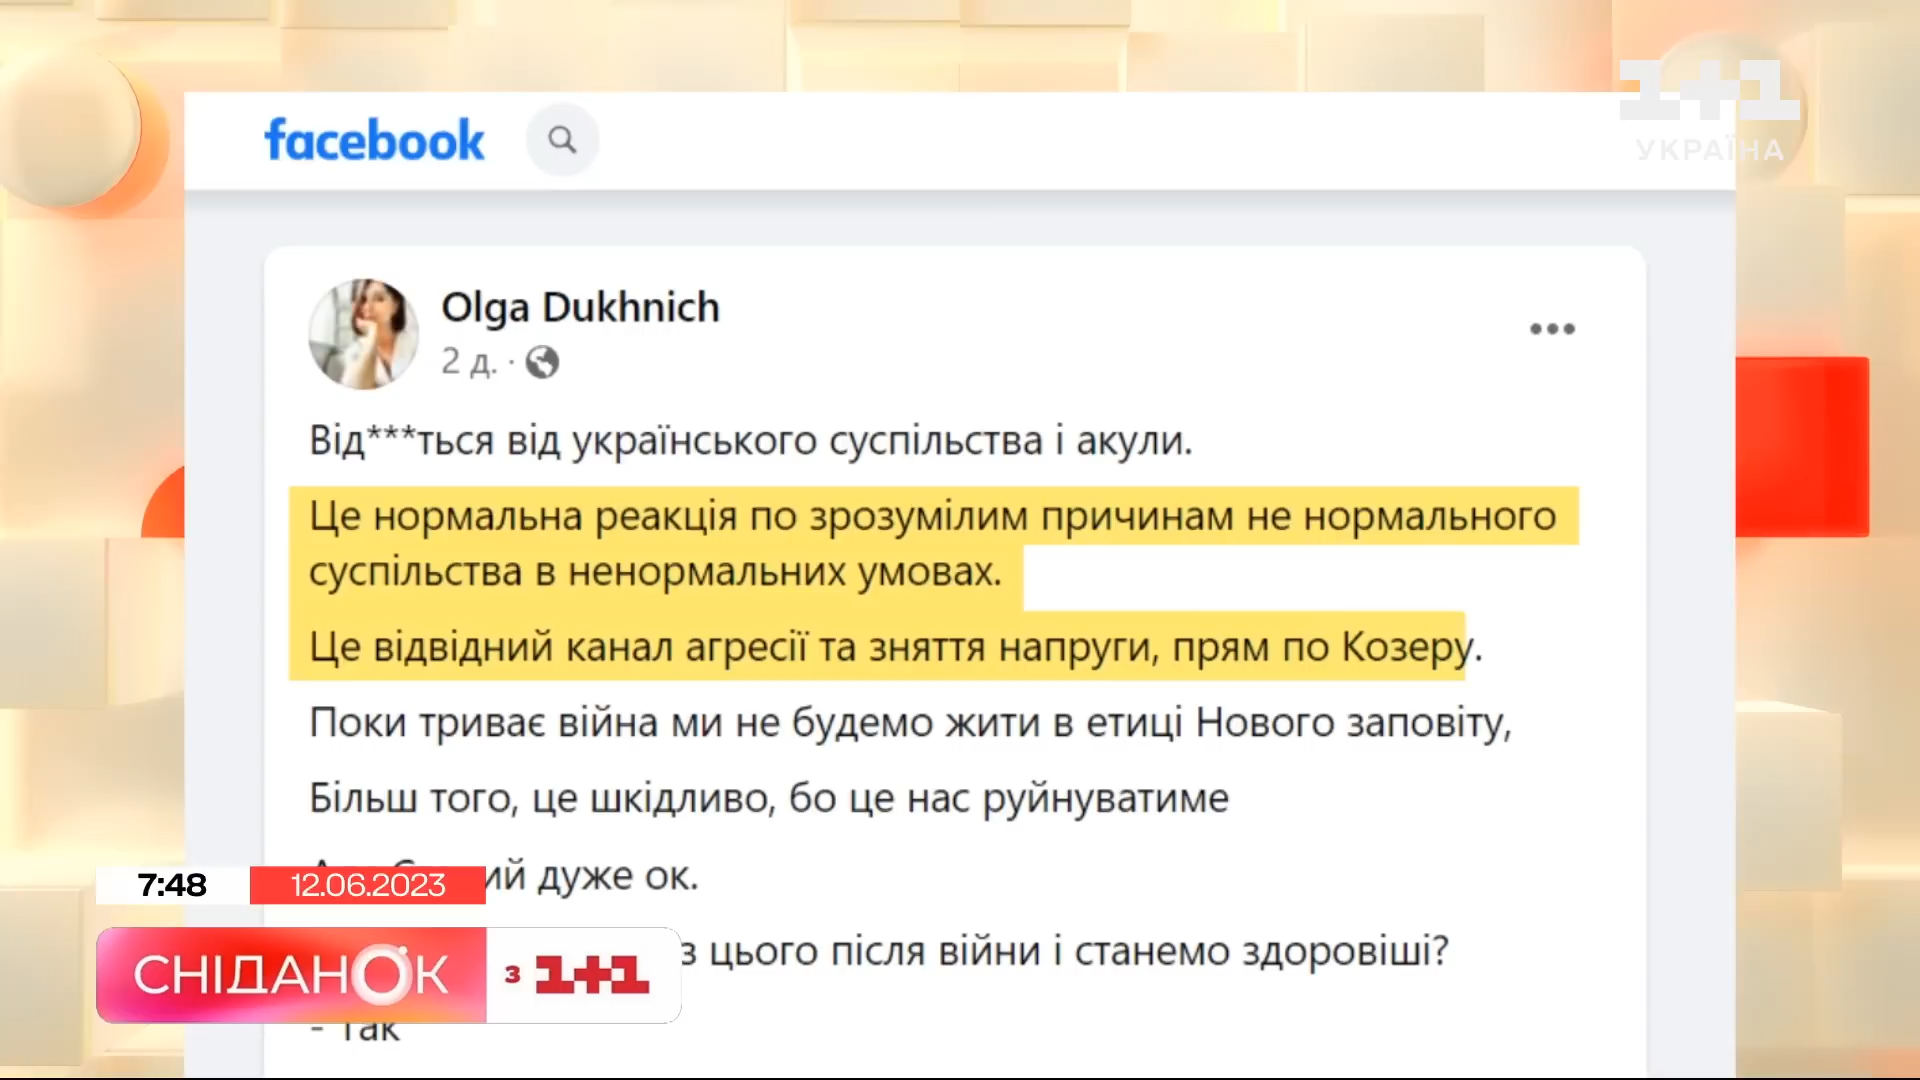 1+1
УКРАЇНА
facebook
Olga Dukhnich
2 д. ·
Від***ться від українського суспільства і акули.
Це нормальна реакція по зрозумілим причинам не нормального
суспільства в ненормальних умовах.
Це відвідний канал агресії та зняття напруги, прям по Козеру.
Поки триває війна ми не будемо жити в етиці Нового заповіту,
Більш того, це шкідливо, бо це нас руйнуватиме
дуже ок.
з цього після війни і станемо здоровіші?
- Так
7:48 12.06.2023
СНІДАНОК З 1+1